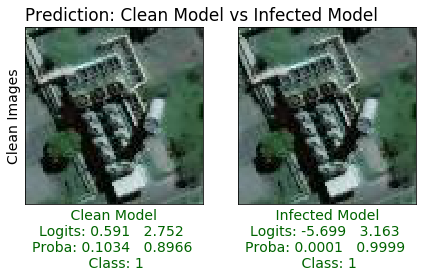 Prediction: Clean Model vs Infected Model
Clean Images
Clean Model
Logits: 0.591 2.752
Proba: 0.1034 0.8966
Class: 1
Infected Model
Logits: -5.699 3.163
Proba: 0.0001 0.9999
Class: 1